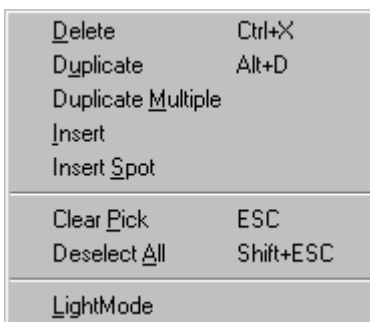 Delete Ctrl+X
Duplicate Alt+D
Duplicate Multiple
Insert
Insert Spot
Clear Pick ESC
Deselect All Shift+ESC
LightMode